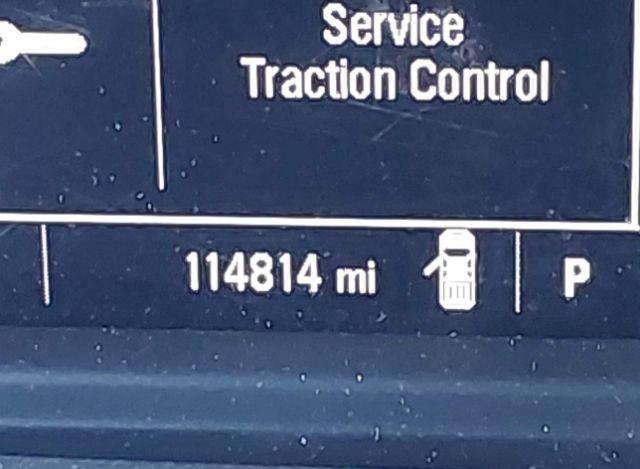 Service
Traction Control
114814 mi
P